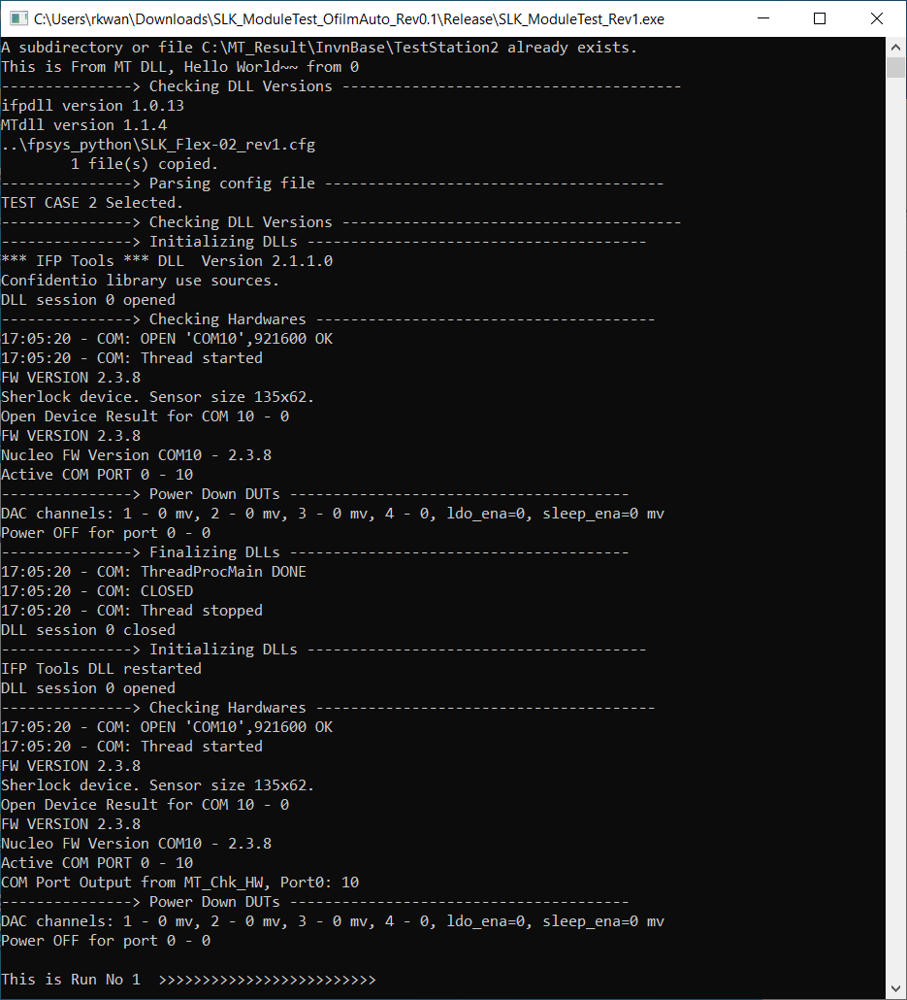 C:\Users\rkwan\Downloads\SLK_ModuleTest_OfilmAuto_Rev0.1\Release\SLK_ModuleTest_Rev1.exe
A subdirectory or file C:\MT_Result\InvnBase\TestStation2 already exists.
This is From MT DLL, Hello World~~ from 0
---------------> Checking DLL Versions ---------------------------------------
ifpdll version 1.0.13
MTdll version 1.1.4
..\fpsys_python\SLK_Flex-02_rev1.cfg
        1 file(s) copied.
---------------> Parsing config file ---------------------------------------
TEST CASE 2 Selected.
---------------> Checking DLL Versions ---------------------------------------
---------------> Initializing DLLs ---------------------------------------
*** IFP Tools *** DLL  Version 2.1.1.0
Confidentio library use sources.
DLL session 0 opened
---------------> Checking Hardwares ---------------------------------------
17:05:20 - COM: OPEN 'COM10',921600 OK
17:05:20 - COM: Thread started
FW VERSION 2.3.8
Sherlock device. Sensor size 135x62.
Open Device Result for COM 10 - 0
FW VERSION 2.3.8
Nucleo FW Version COM10 - 2.3.8
Active COM PORT 0 - 10
---------------> Power Down DUTs ---------------------------------------
DAC channels: 1 - 0 mv, 2 - 0 mv, 3 - 0 mv, 4 - 0, ldo_ena=0, sleep_ena=0 mv
Power OFF for port 0 - 0
---------------> Finalizing DLLs ---------------------------------------
17:05:20 - COM: ThreadProcMain DONE
17:05:20 - COM: CLOSED
17:05:20 - COM: Thread stopped
DLL session 0 closed
---------------> Initializing DLLs ---------------------------------------
IFP Tools DLL restarted
DLL session 0 opened
---------------> Checking Hardwares ---------------------------------------
17:05:20 - COM: OPEN 'COM10',921600 OK
17:05:20 - COM: Thread started
FW VERSION 2.3.8
Sherlock device. Sensor size 135x62.
Open Device Result for COM 10 - 0
FW VERSION 2.3.8
Nucleo FW Version COM10 - 2.3.8
Active COM PORT 0 - 10
COM Port Output from MT_Chk_HW, Port0: 10
---------------> Power Down DUTs ---------------------------------------
DAC channels: 1 - 0 mv, 2 - 0 mv, 3 - 0 mv, 4 - 0, ldo_ena=0, sleep_ena=0 mv
Power OFF for port 0 - 0
This is Run No 1  >>>>>>>>>>>>>>>>>>>>>>>>>